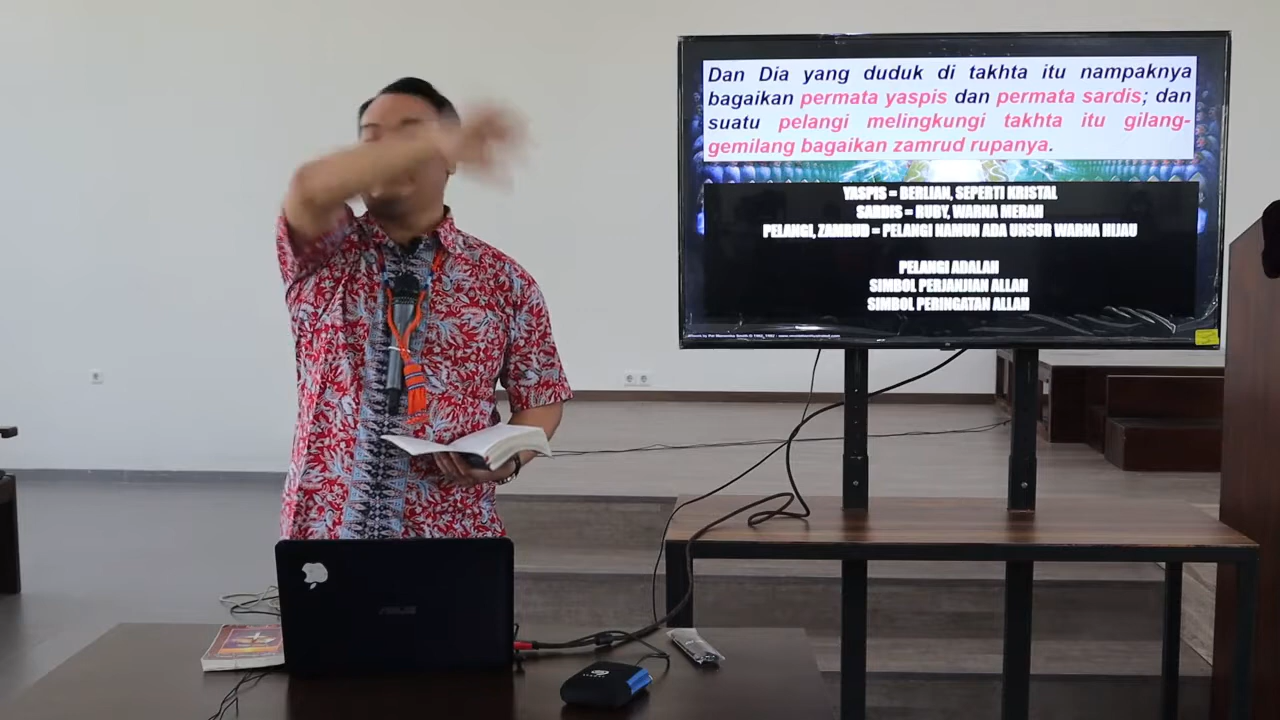 Dan Dia yang duduk di takhta itu nampaknya
bagaikan permata yaspis dan permata sardis; dan
suatu pelangi melingkungi takhta itu gilang-
gemilang bagaikan zamrud rupanya.
YASPIS = BERLIAN, SEPERTI KRISTAL
SARDIS = RUBY, WARNA MERAH
PELANGI, ZAMRUD = PELANGI NAMUN ADA UNSUR WARNA HIJAU
PELANGI ADALAH
SIMBOL PERJANJIAN ALLAH
SIMBOL PERINGATAN ALLAH
ASUS